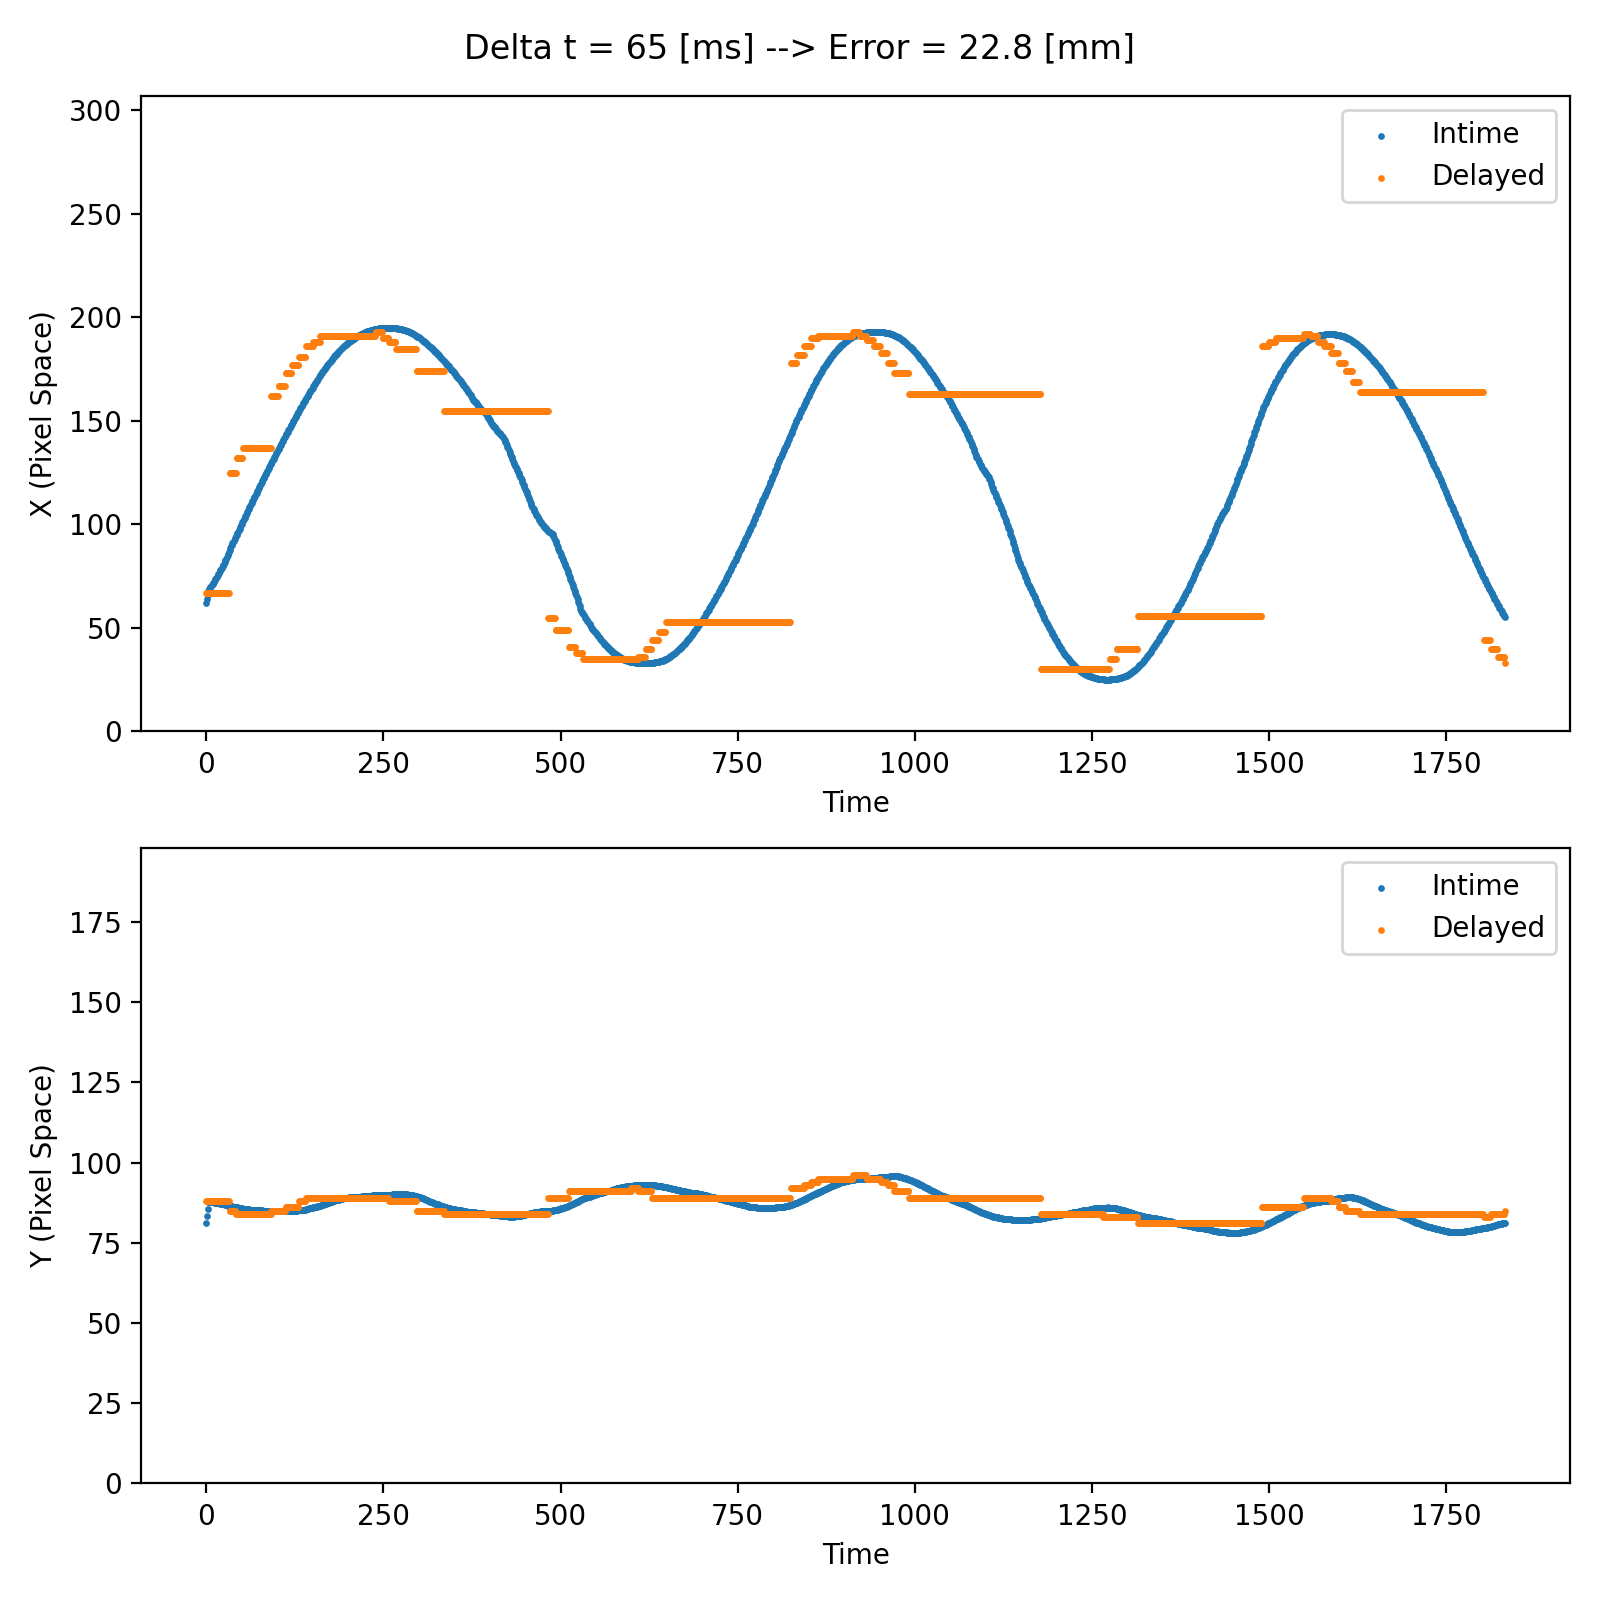 Delta t = 65 [ms] --> Error = 22.8 [mm]
300
250
200
150
100
50
0
X (Pixel Space)
Intime
Delayed
0 250 500 750 1000 1250 1500 1750
Time
175
150
125
100
75
50
25
0
Y (Pixel Space)
Intime
Delayed
0 250 500 750 1000 1250 1500 1750
Time